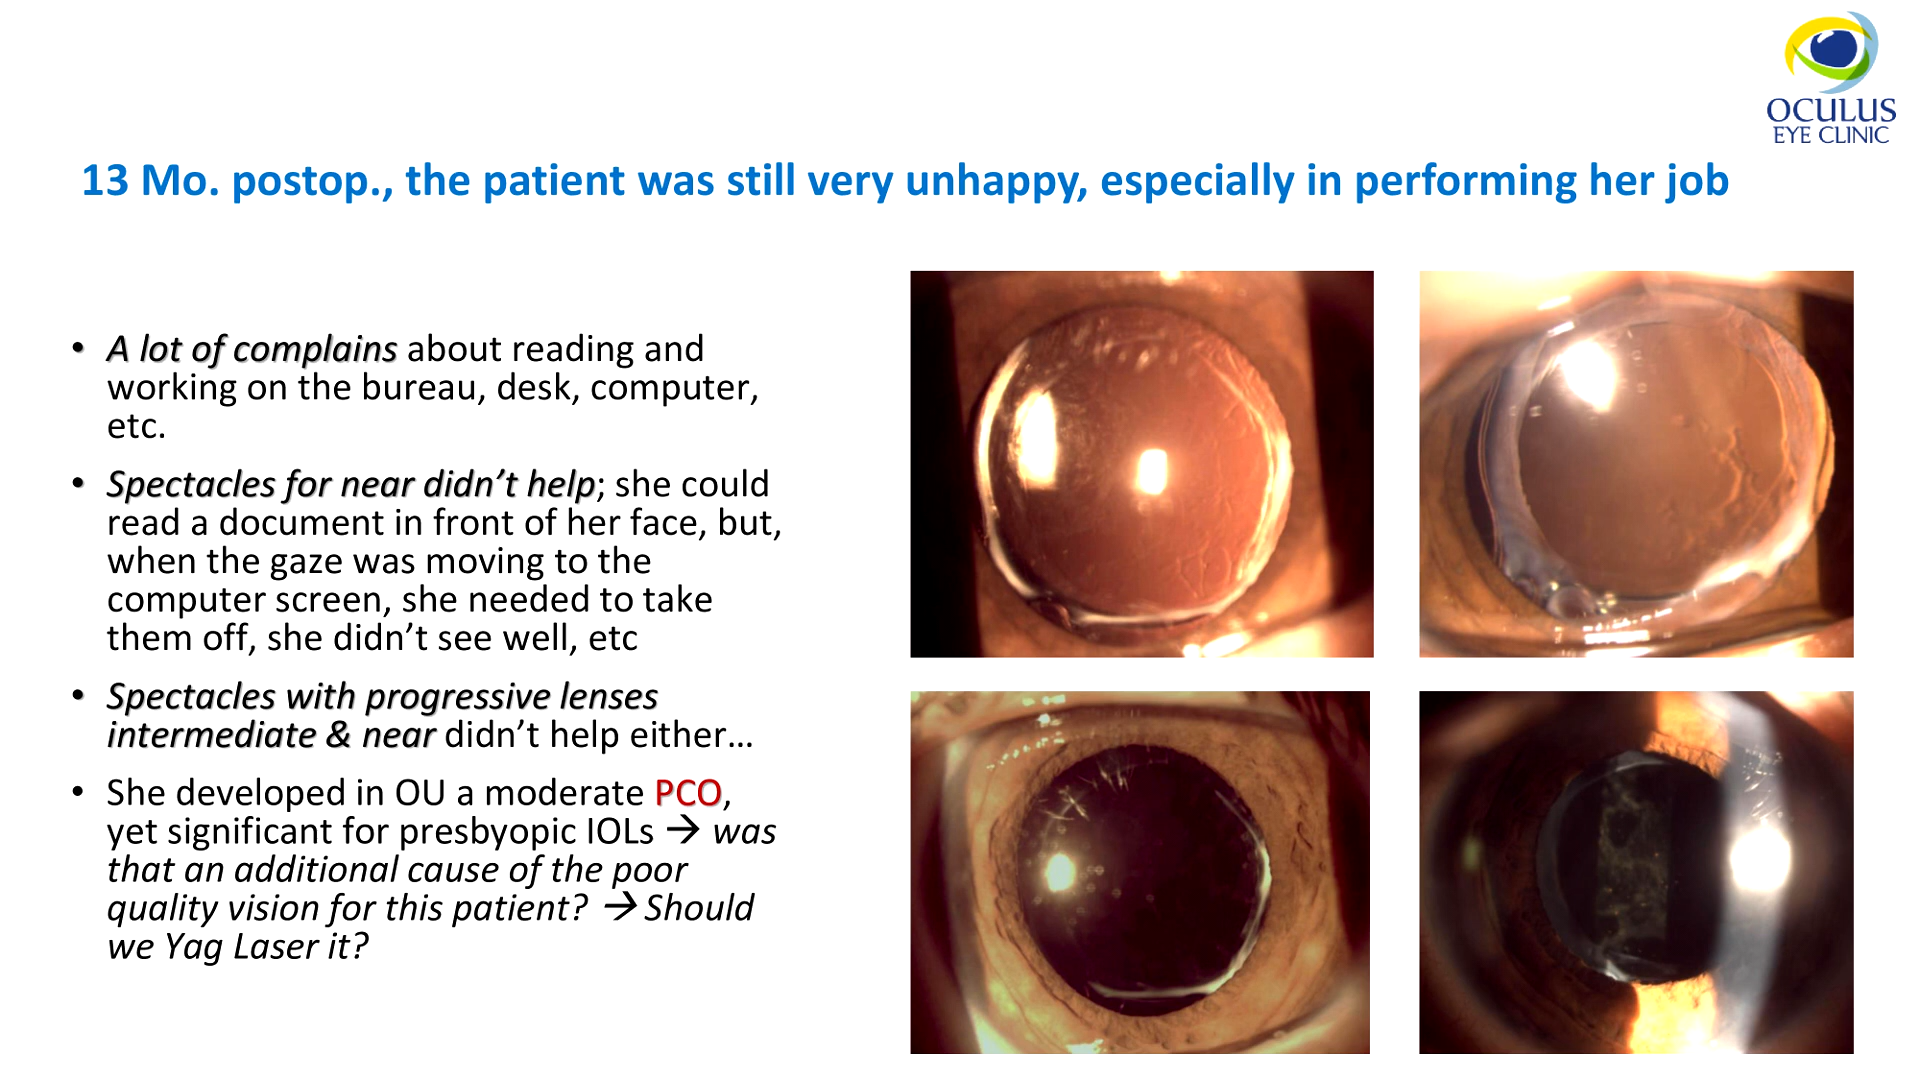 OCULUS
EYE CLINIC
13 Mo. postop., the patient was still very unhappy, especially in performing her job
• A lot of complains about reading and
working on the bureau, desk, computer,
etc.
• Spectacles for near didn’t help; she could
read a document in front of her face, but,
when the gaze was moving to the
computer screen, she needed to take
them off, she didn’t see well, etc
• Spectacles with progressive lenses
intermediate & near didn’t help either…
• She developed in OU a moderate PCO,
yet significant for presbyopic IOLs → was
that an additional cause of the poor
quality vision for this patient? → Should
we Yag Laser it?